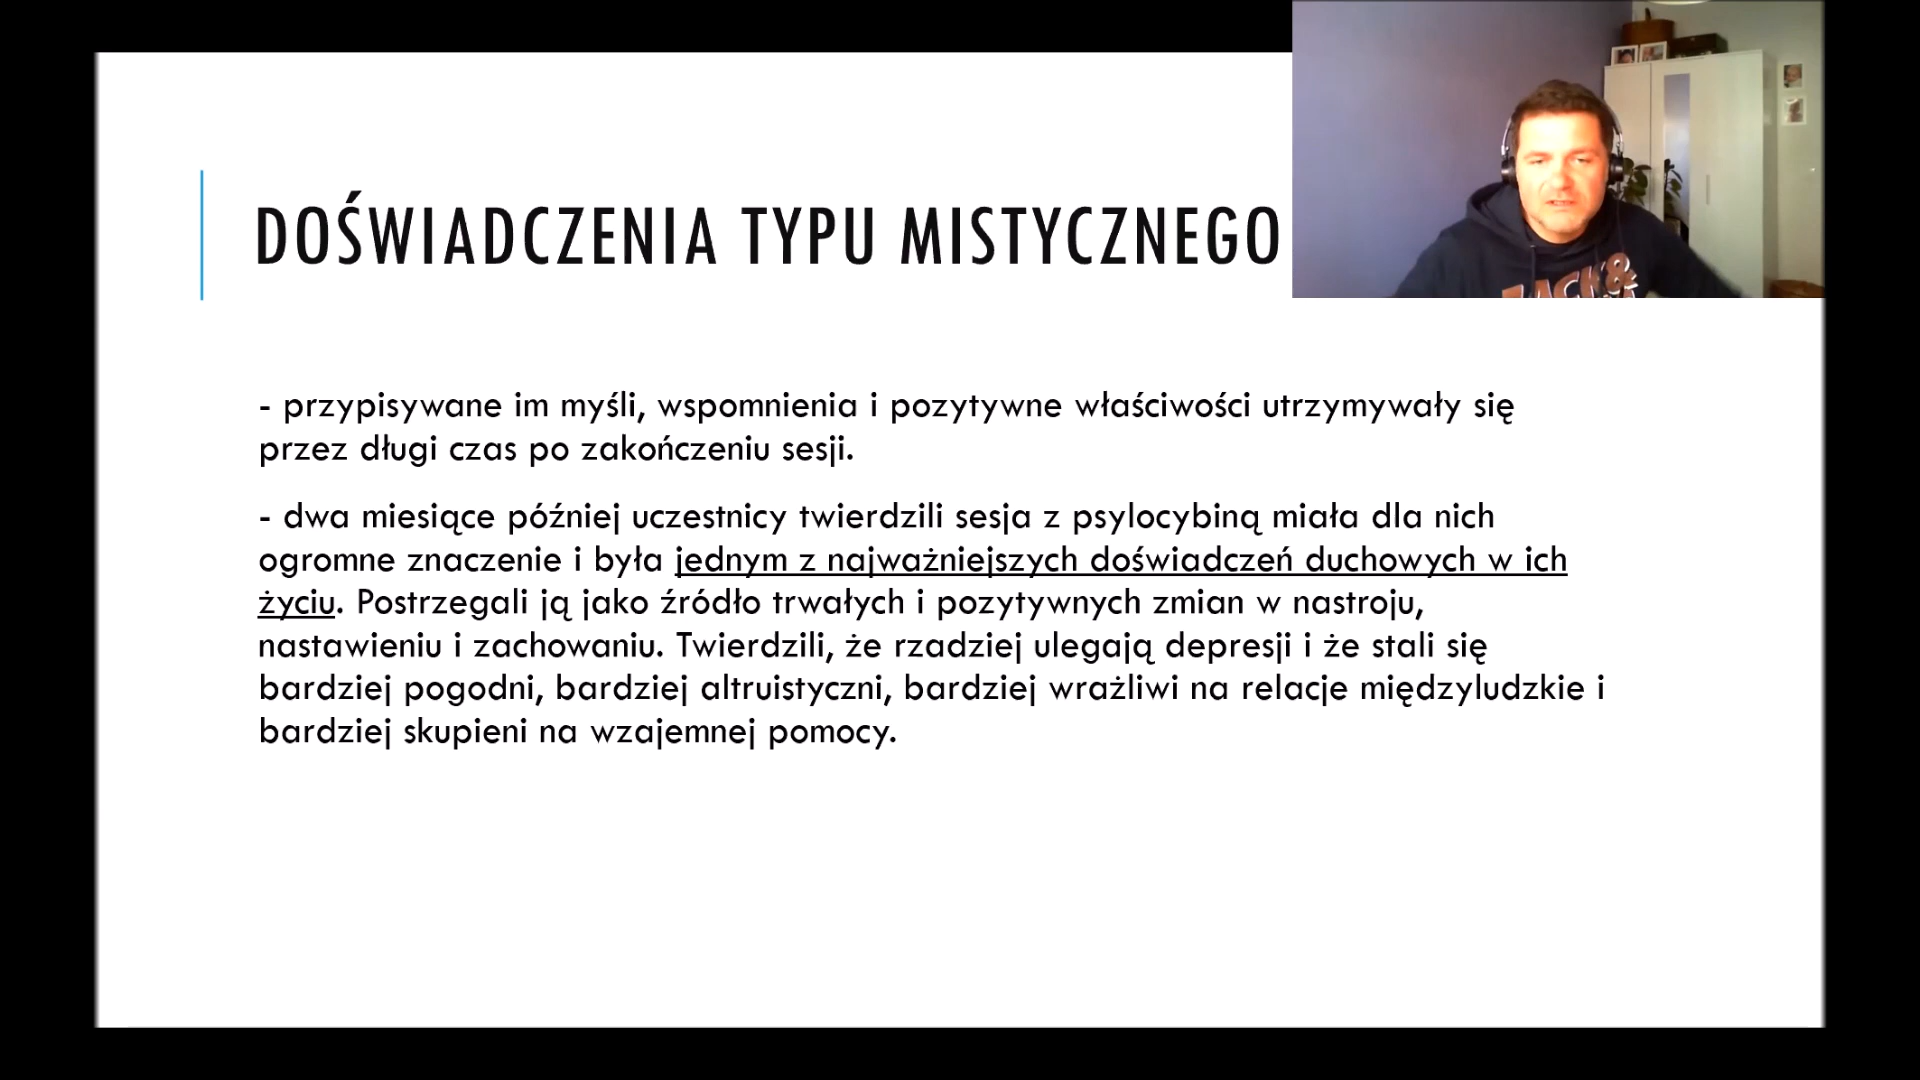 DOŚWIADCZENIA TYPU MISTYCZNEGO
- przypisywane im myśli, wspomnienia i pozytywne właściwości utrzymywały się
przez długi czas po zakończeniu sesji.
- dwa miesiące później uczestnicy twierdzili sesja z psylocybiną miała dla nich
ogromne znaczenie i była jednym z najważniejszych doświadczeń duchowych w ich
życiu. Postrzegali ją jako źródło trwałych i pozytywnych zmian w nastroju,
nastawieniu i zachowaniu. Twierdzili, że rzadziej ulegają depresji i że stali się
bardziej pogodni, bardziej altruistyczni, bardziej wrażliwi na relacje międzyludzkie i
bardziej skupieni na wzajemnej pomocy.